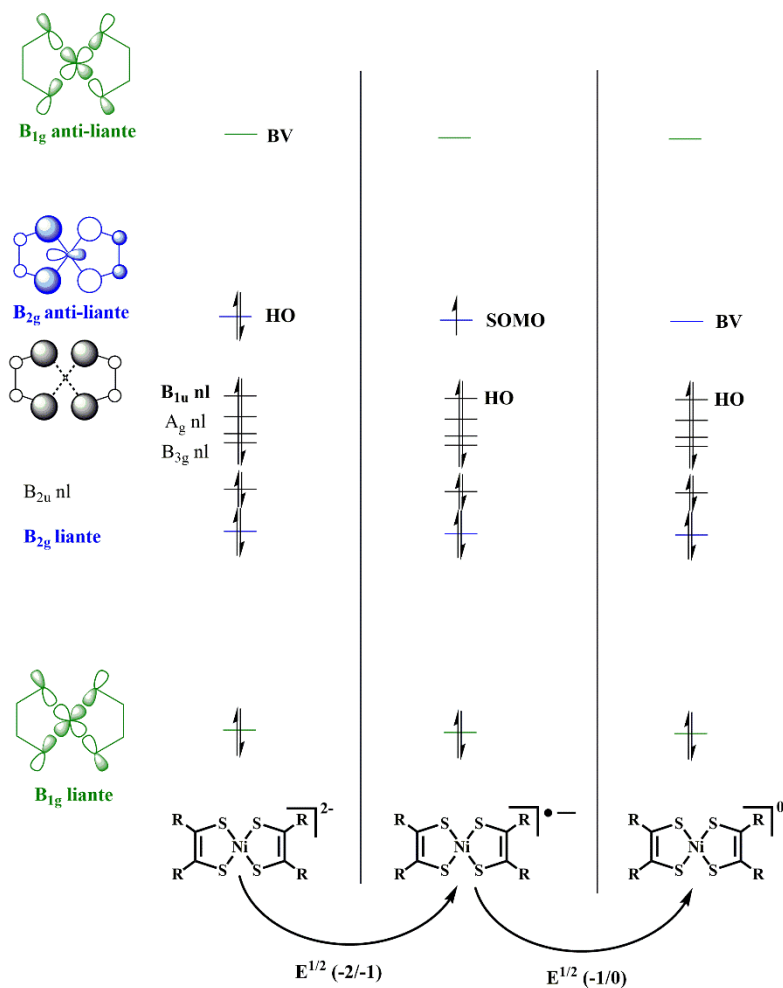 B1g anti-liante
BV
B2g anti-liante
HO
SOMO
BV
B1u nl
HO
HO
Ag nl
B3g nl
B2u nl
B2g liante
B1g liante
R S S R 2-
Ni
R S S R
R S S R • —
Ni
R S S R
R S S R 0
Ni
R S S R
E1/2 (-2/-1)
E1/2 (-1/0)